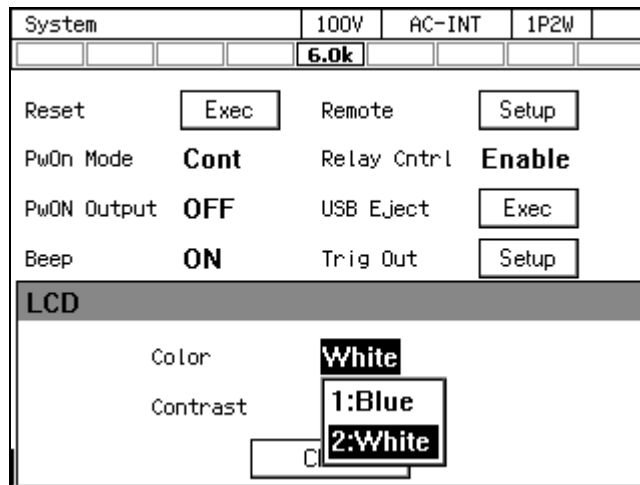 System 100V AC-INT 1P2W
6.0k
Reset Exec Remote Setup
PwOn Mode Cont Relay Cntrl Enable
PwON Output OFF USB Eject Exec
Beep ON Trig Out Setup
LCD
Color White
Contrast 1:Blue
2:White